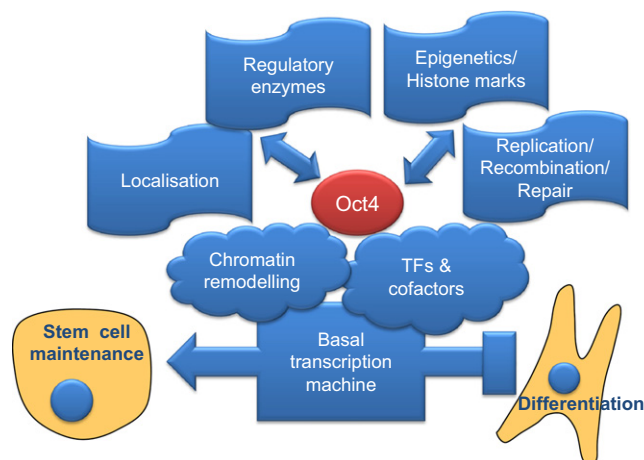 Regulatory
enzymes
Epigenetics/
Histone marks
Localisation
Replication/
Recombination/
Repair
Oct4
Chromatin
remodelling
TFs &
cofactors
Stem cell
maintenance
Basal
transcription
machine
Differentiation